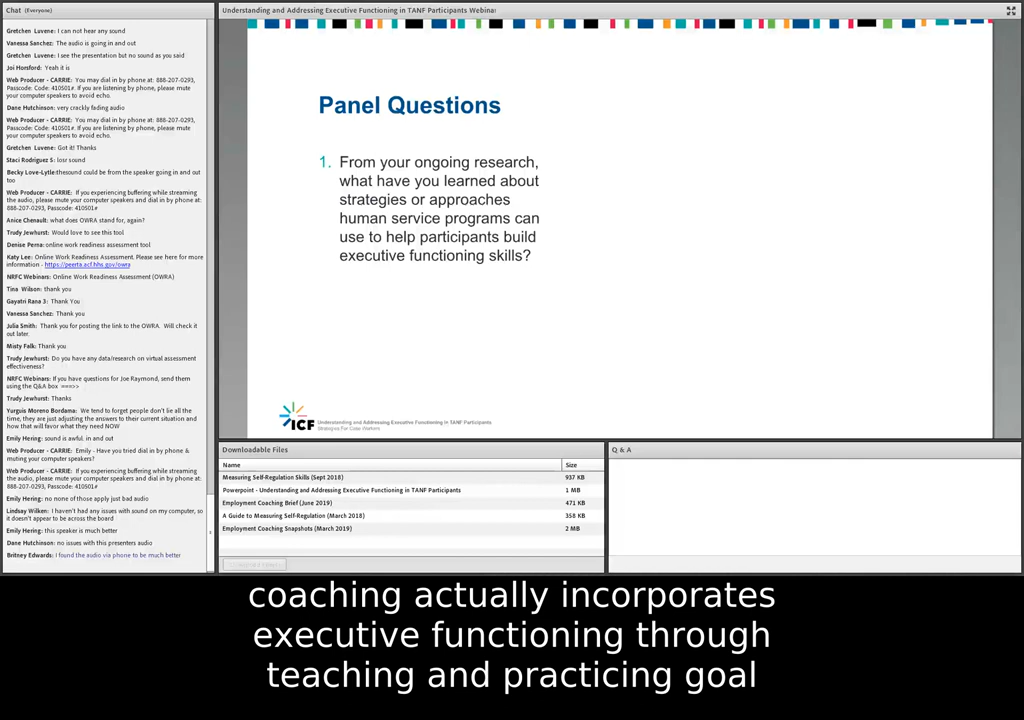 Chat (Everyone)
Gretchen Luvene: I can not hear any sound
Vanessa Sanchez: The audio is going in and out
Gretchen Luvene: I see the presentation but no sound as you said
Joi Horsford: Yeah it is
Web Producer - CARRIE: You may dial in by phone at: 888-207-0293,
Passcode: Code: 410501#. If you are listening by phone, please mute
your computer speakers to avoid echo.
Dane Hutchinson: very crackly fading audio
Web Producer - CARRIE: You may dial in by phone at: 888-207-0293,
Passcode: Code: 410501#. If you are listening by phone, please mute
your computer speakers to avoid echo.
Gretchen Luvene: Got it! Thanks
Staci Rodriguez S: losr sound
Becky Love-Lytle:thesound could be from the speaker going in and out
too
Web Producer - CARRIE: If you experiencing buffering while streaming
the audio, please mute your computer speakers and dial in by phone at:
888-207-0293, Passcode: 410501#
Anice Chenault: what does OWRA stand for, again?
Trudy Jewhurst: Would love to see this tool
Denise Perna: online work readiness assessment tool
Katy Lee: Online Work Readiness Assessment. Please see here for more
information - https://peerta.acf.hhs.gov/owra
NRFC Webinars: Online Work Readiness Assessment (OWRA)
Tina Wilson: thank you
Gayatri Rana 3: Thank You
Vanessa Sanchez: Thank you
Julia Smith: Thank you for posting the link to the OWRA. Will check it
out later.
Misty Falk: Thank you
Trudy Jewhurst: Do you have any data/research on virtual assessment
effectiveness?
NRFC Webinars: If you have questions for Joe Raymond, send them
using the Q&A box ===>>
Trudy Jewhurst: Thanks
Yurguis Moreno Bordama: We tend to forget people don't lie all the
time, they are just adjusting the answers to their current situation and
how that will favor what they need NOW
Emily Hering: sound is awful. in and out
Web Producer - CARRIE: Emily - Have you tried dial in by phone &
muting your computer speakers?
Web Producer - CARRIE: If you experiencing buffering while streaming
the audio, please mute your computer speakers and dial in by phone at:
888-207-0293, Passcode: 410501#
Emily Hering: no none of those apply just bad audio
Lindsay Wilken: I haven't had any issues with sound on my computer, so
it doesn't appear to be across the board
Emily Hering: this speaker is much better
Dane Hutchinson: no issues with this presenters audio
Britney Edwards: I found the audio via phone to be much better
Understanding and Addressing Executive Functioning in TANF Participants Webinar
Panel Questions
1. From your ongoing research,
what have you learned about
strategies or approaches
human service programs can
use to help participants build
executive functioning skills?
ICF
Understanding and Addressing Executive Functioning in TANF Participants
Strategies For Case Workers
Downloadable Files
Name Size
Measuring Self-Regulation Skills (Sept 2018) 937 KB
Powerpoint - Understanding and Addressing Executive Functioning in TANF Participants 1 MB
Employment Coaching Brief (June 2019) 471 KB
A Guide to Measuring Self-Regulation (March 2018) 358 KB
Employment Coaching Snapshots (March 2019) 2 MB
Q & A
coaching actually incorporates
executive functioning through
teaching and practicing goal